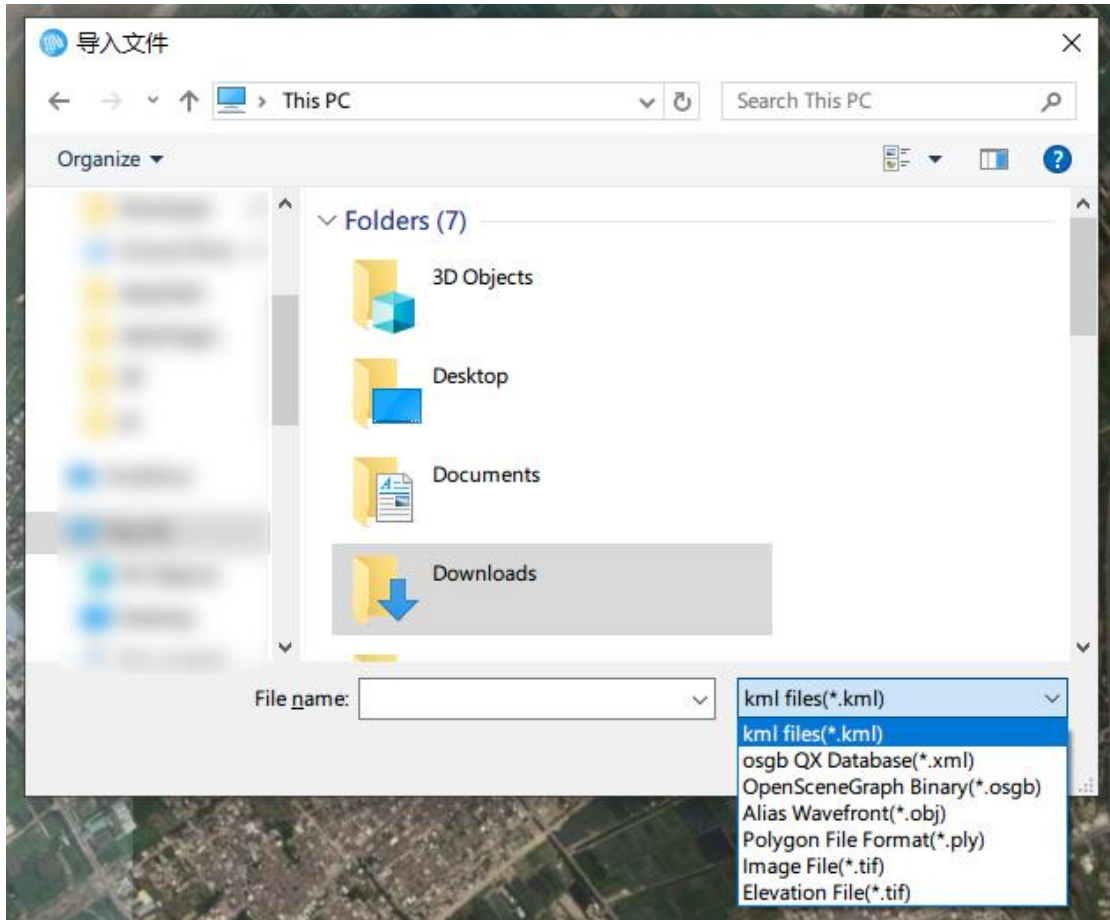 导入文件
This PC
Search This PC
Organize
Folders (7)
3D Objects
Desktop
Documents
Downloads
File name:
kml files(*.kml)
kml files(*.kml)
osgb QX Database(*.xml)
OpenSceneGraph Binary(*.osgb)
Alias Wavefront(*.obj)
Polygon File Format(*.ply)
Image File(*.tif)
Elevation File(*.tif)